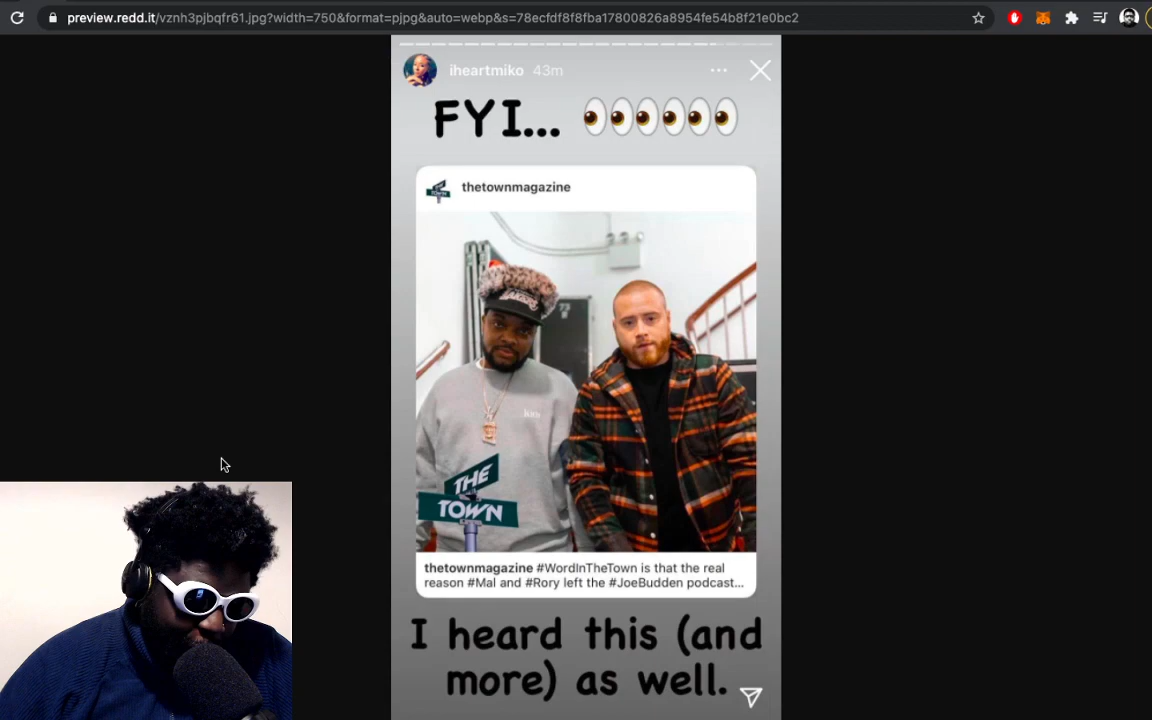 preview.redd.it/vznh3pjbqfr61.jpg?width=750&format=pjpg&auto=webp&s=78ecfdf8f8fba17800826a8954fe54b8f21e0bc2
iheartmiko 43m
FYI... 👀👀👀
thetownmagazine
THE
TOWN
thetownmagazine #WordInTheTown is that the real
reason #Mal and #Rory left the #JoeBudden podcast...
I heard this (and
more) as well.